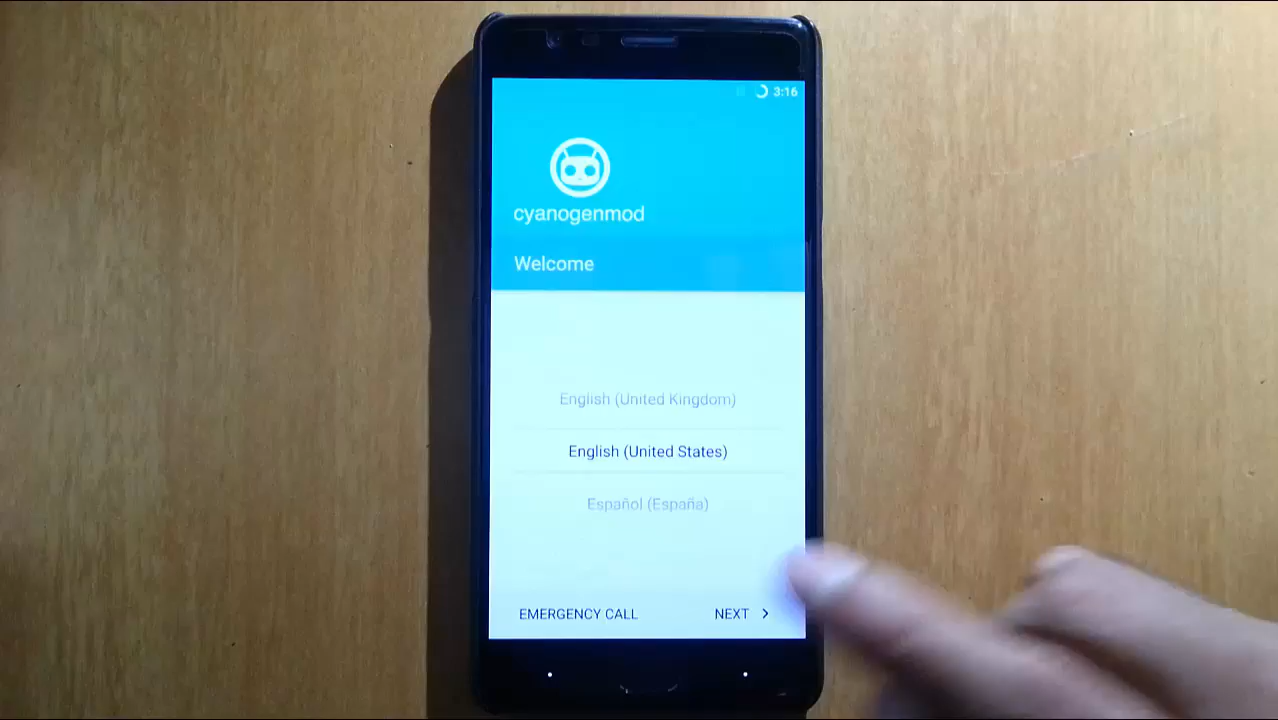 3:16
cyanogenmod
Welcome
English (United Kingdom)
English (United States)
Español (España)
EMERGENCY CALL NEXT